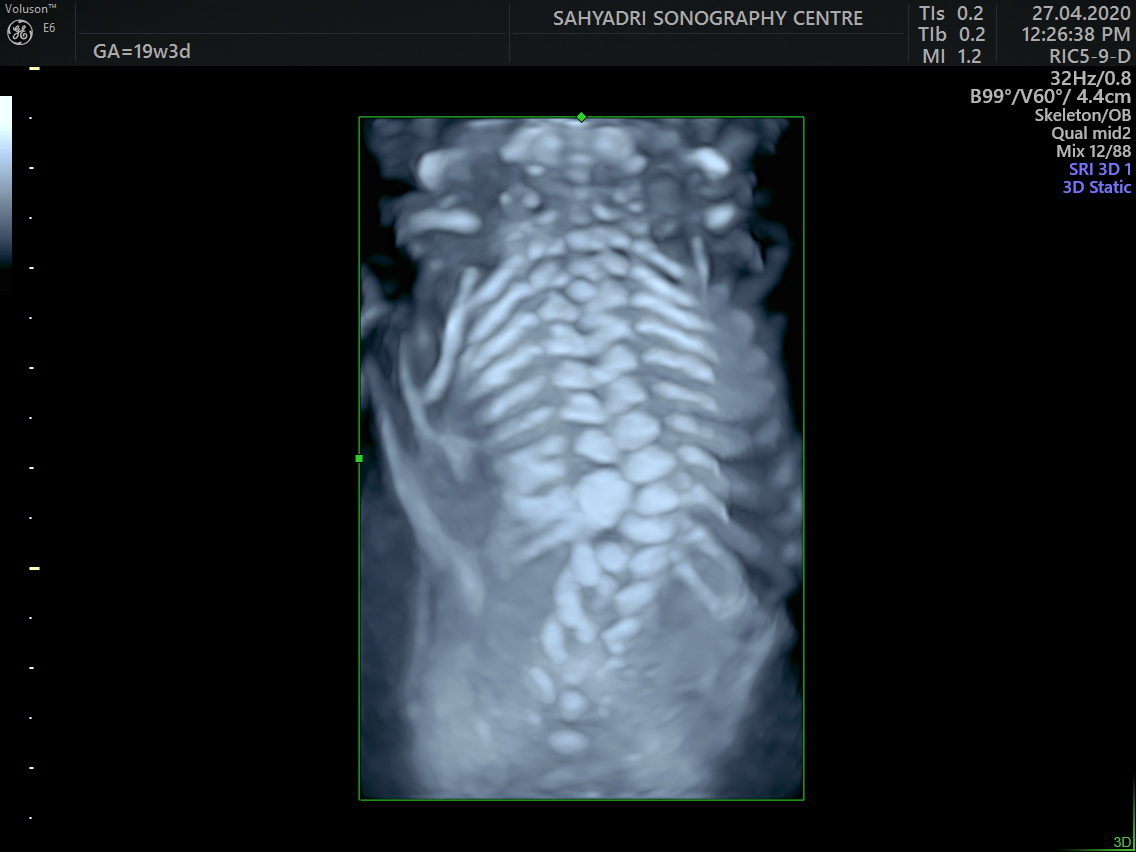 Voluson™
E6
GA=19w3d
SAHYADRI SONOGRAPHY CENTRE
TIs 0.2
TIb 0.2
MI 1.2
27.04.2020
12:26:38 PM
RIC5-9-D
32Hz/0.8
B99°/V60°/ 4.4cm
Skeleton/OB
Qual mid2
Mix 12/88
SRI 3D 1
3D Static
3D